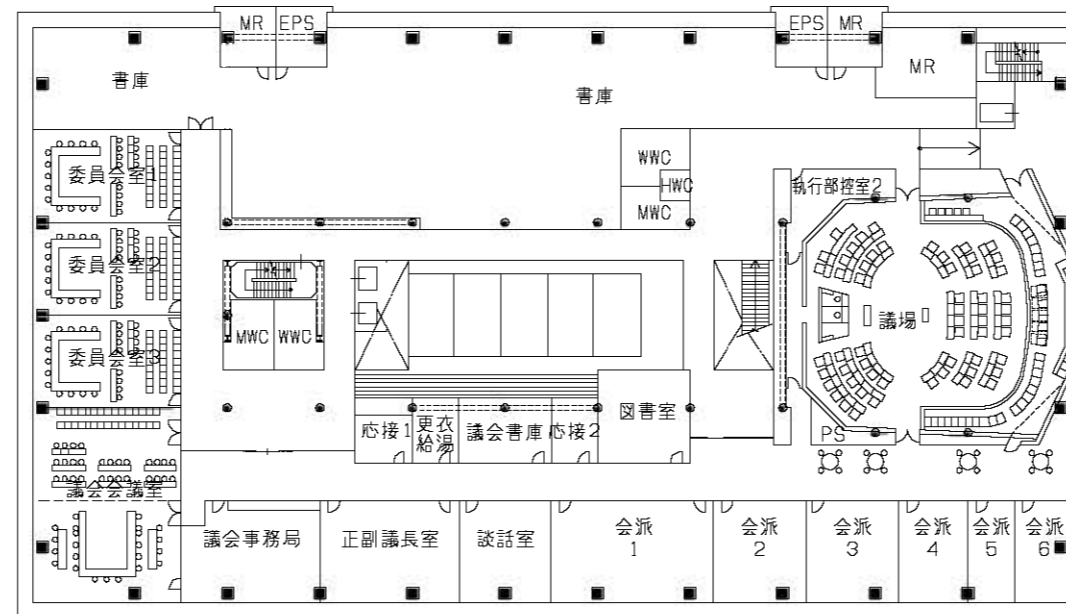 MR EPS
EPS MR
MR
書庫
書庫
WWC
HWC
MWC
委員会室1
執行部控室2
委員会室2
委員会室3
MWC WWC
議場
図書室
応接1
更衣
給湯
議会書庫
応接2
PS
議会会議室
議会事務局
正副議長室
談話室
会派
1
会派
2
会派
3
会派
4
会派
5
会派
6